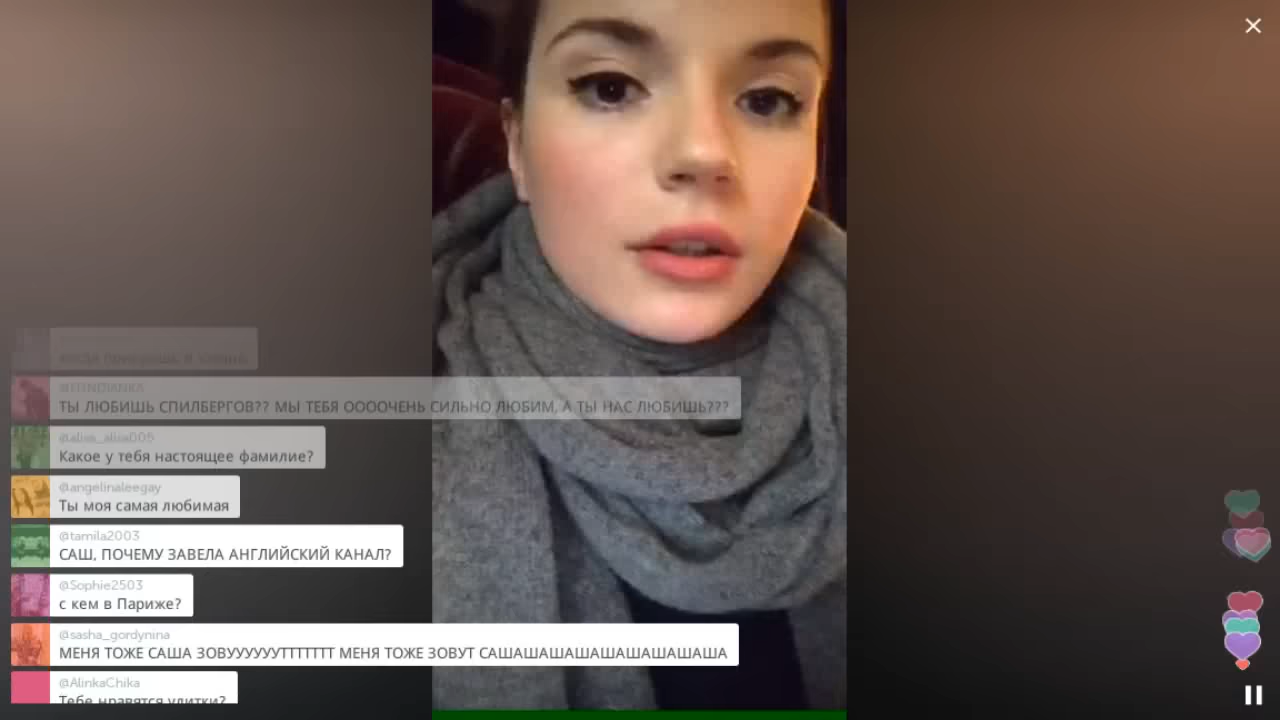 ТЫ ЛЮБИШЬ СПИЛБЕРГОВ?? МЫ ТЕБЯ ООООЧЕНЬ СИЛЬНО ЛЮБИМ, А ТЫ НАС ЛЮБИШЬ???
@alisa_alisa005
Какое у тебя настоящее фамилие?
@angelinaleegay
Ты моя самая любимая
@tamila2003
САШ, ПОЧЕМУ ЗАВЕЛА АНГЛИЙСКИЙ КАНАЛ?
@Sophie2503
с кем в Париже?
@sasha_gordynina
МЕНЯ ТОЖЕ САША ЗОВУУУУУУТТТТТТТ МЕНЯ ТОЖЕ ЗОВУТ САШАШАШАШАШАШАШАШАША
@AlinkaChika
Тебе нравятся улитки?